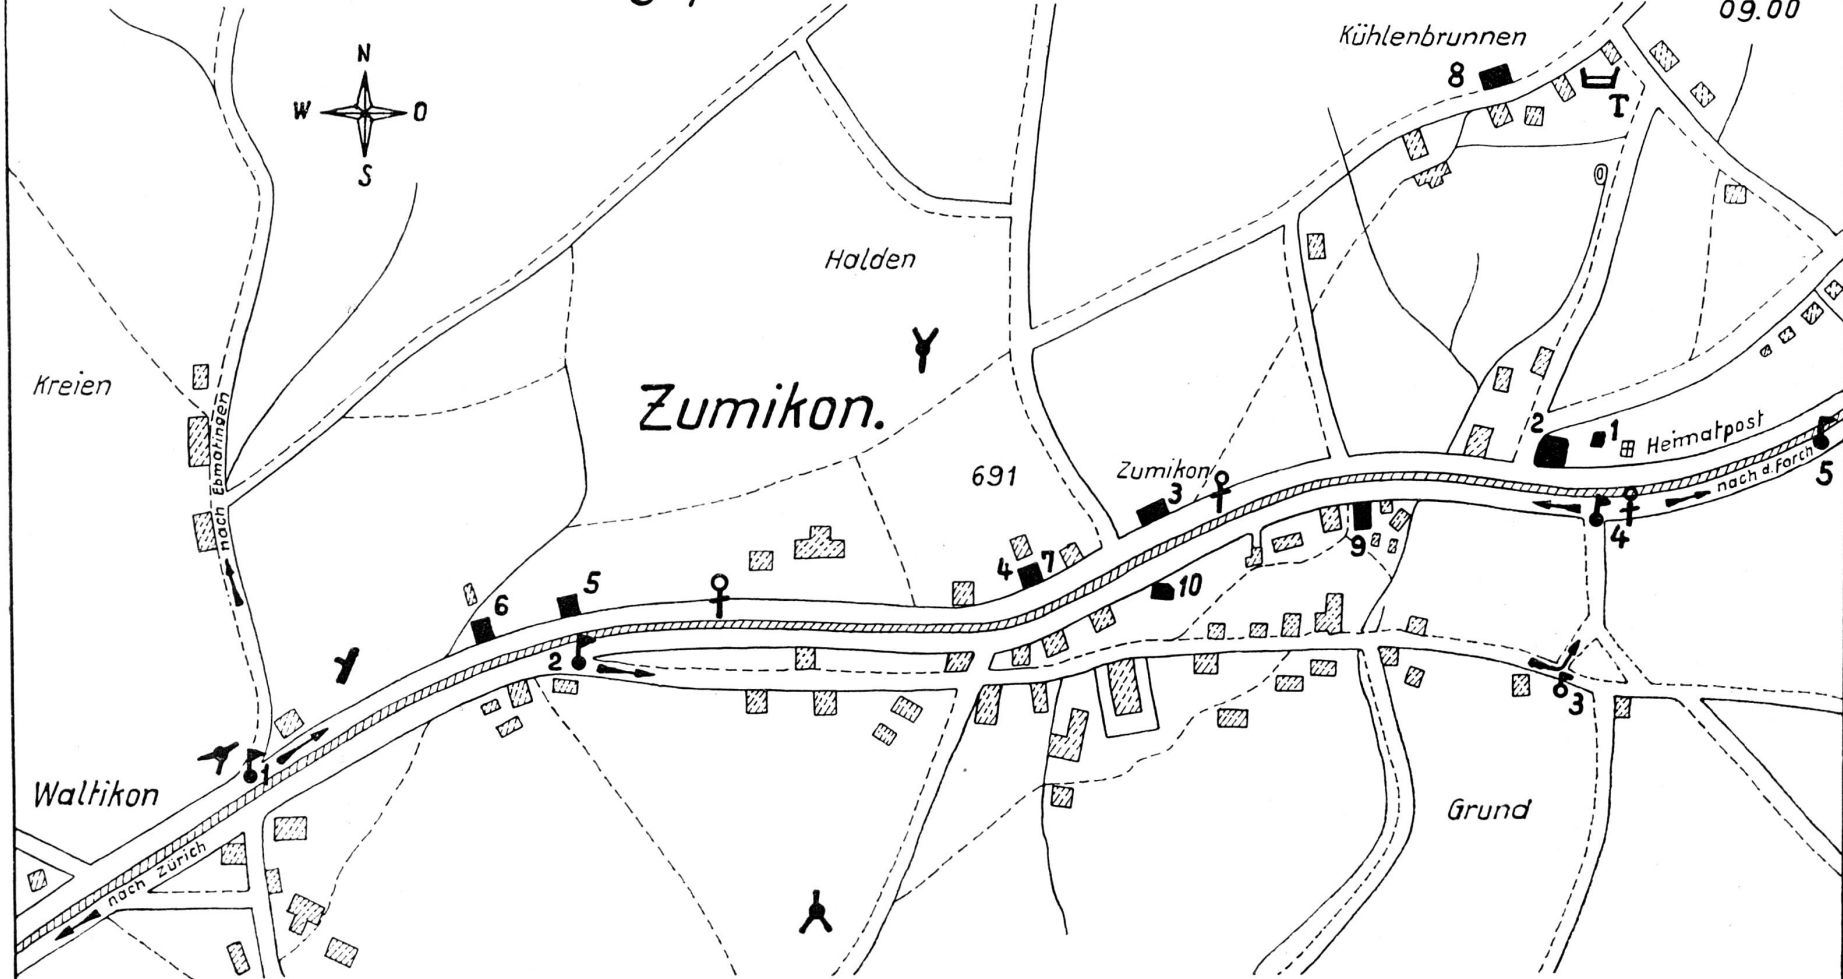 09.00
Kühlenbrunnen
N
8
W O
T
S
Halden
Kreien
Zumikon.
nach Ebmatingen
2 1 Heimatpost
nach d. Forch
5
691
Zumikon
3
4
9
4 7
5
10
6
2
3
1
Waltikon
Grund
nach Zürich